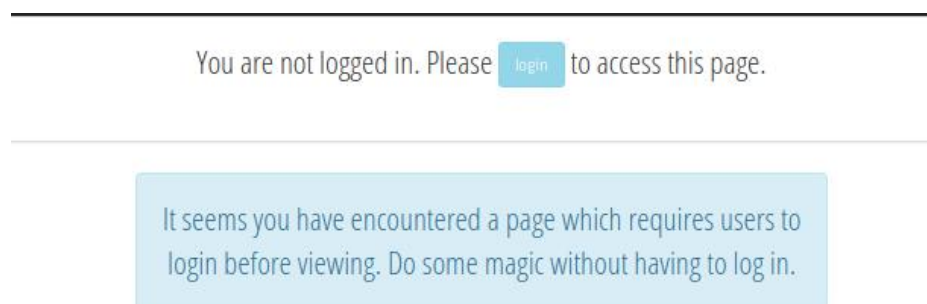 You are not logged in. Please login to access this page.
It seems you have encountered a page which requires users to
login before viewing. Do some magic without having to log in.